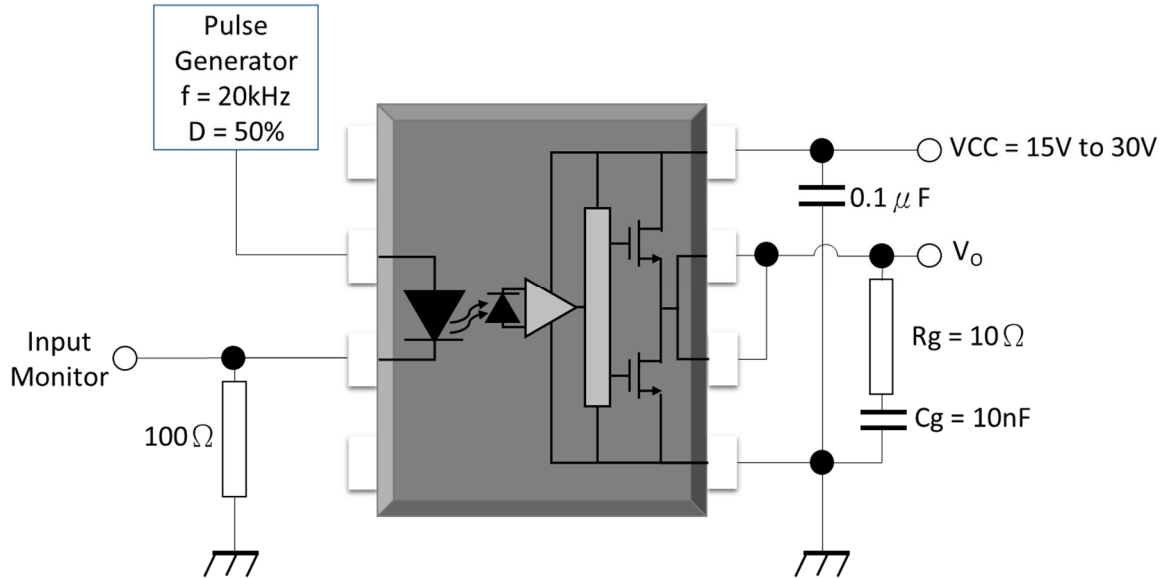 Pulse
Generator
f = 20kHz
D = 50%
VCC = 15V to 30V
0.1 μ F
VO
Input
Monitor
Rg = 10Ω
100Ω
Cg = 10nF